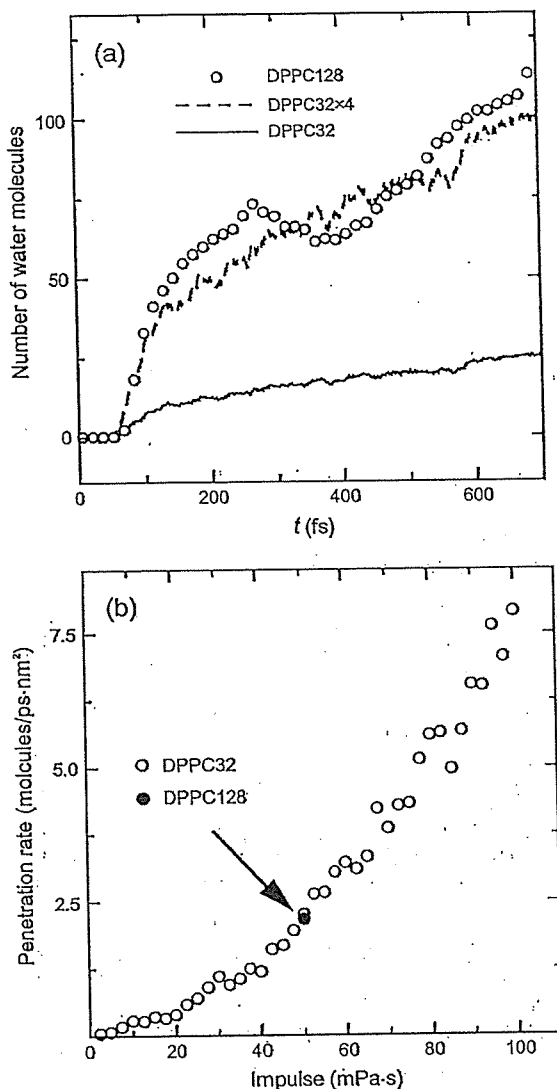 (a)
DPPC128
DPPC32×4
DPPC32
100
50
0
Number of water molecules
0 200 400 600
t (fs)
(b)
7.5
5.0
2.5
0
Penetration rate (molcules/ps·nm²)
DPPC32
DPPC128
0 20 40 60 80 100
Impulse (mPa·s)